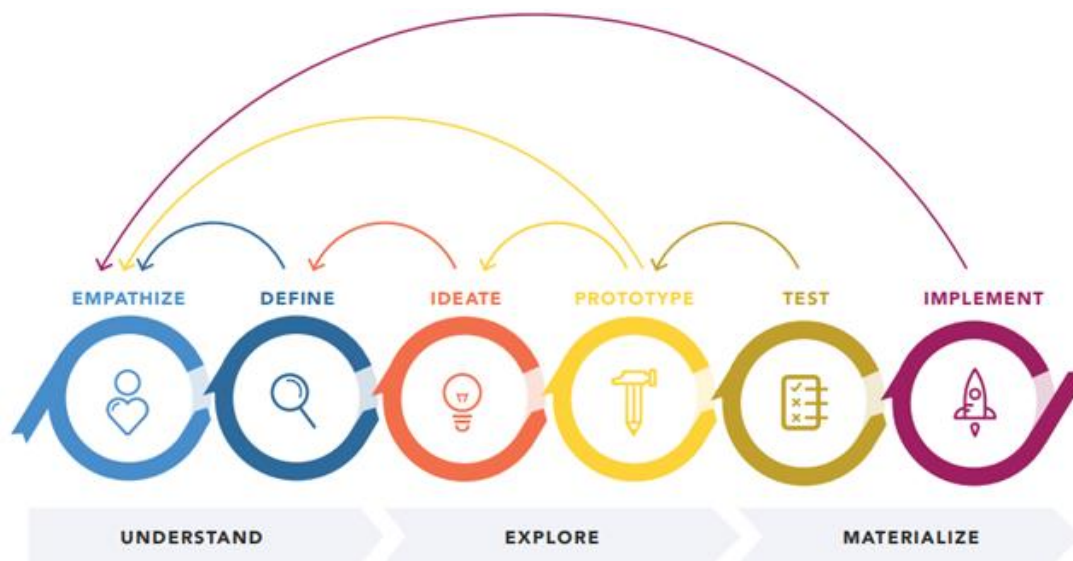 EMPATHIZE
DEFINE
IDEATE
PROTOTYPE
TEST
IMPLEMENT
UNDERSTAND
EXPLORE
MATERIALIZE